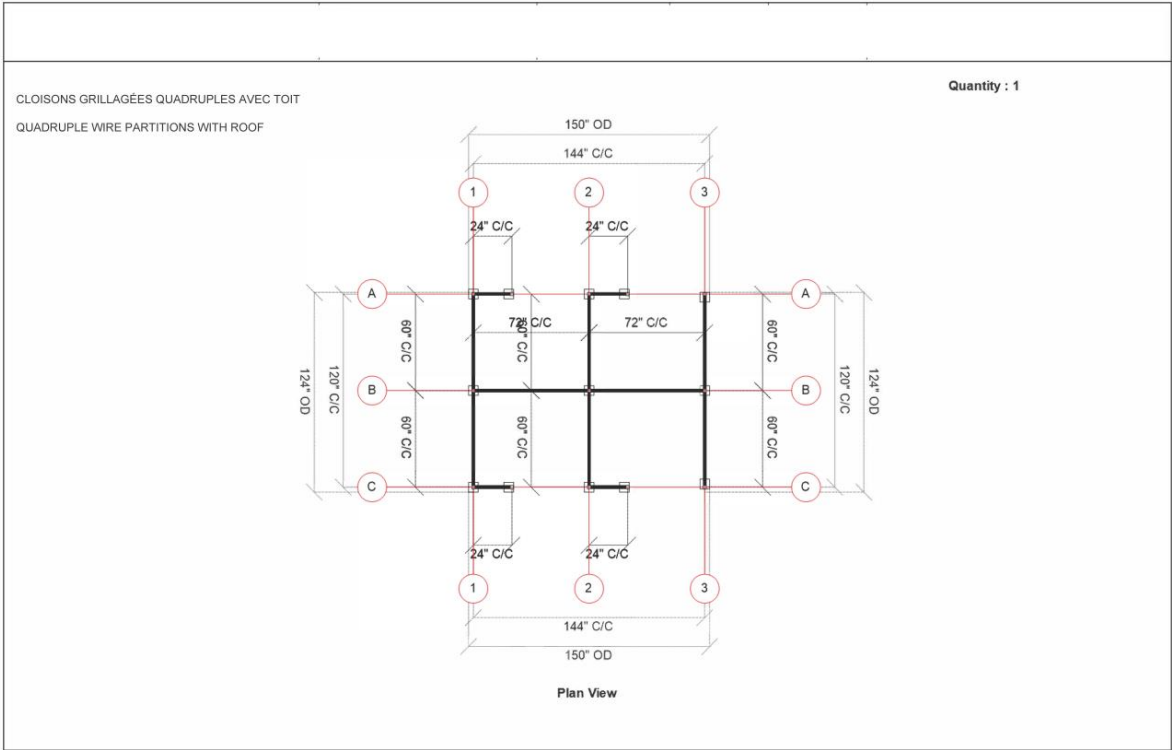 Quantity : 1
CLOISONS GRILLAGÉES QUADRUPLES AVEC TOIT
QUADRUPLE WIRE PARTITIONS WITH ROOF
150" OD
144" C/C
1 2 3
24" C/C 24" C/C
A A
72" C/C 72" C/C
60" C/C 60" C/C 60" C/C
124" OD 120" C/C B B 120" C/C 124" OD
60" C/C 60" C/C 60" C/C
C C
24" C/C 24" C/C
1 2 3
144" C/C
150" OD
Plan View